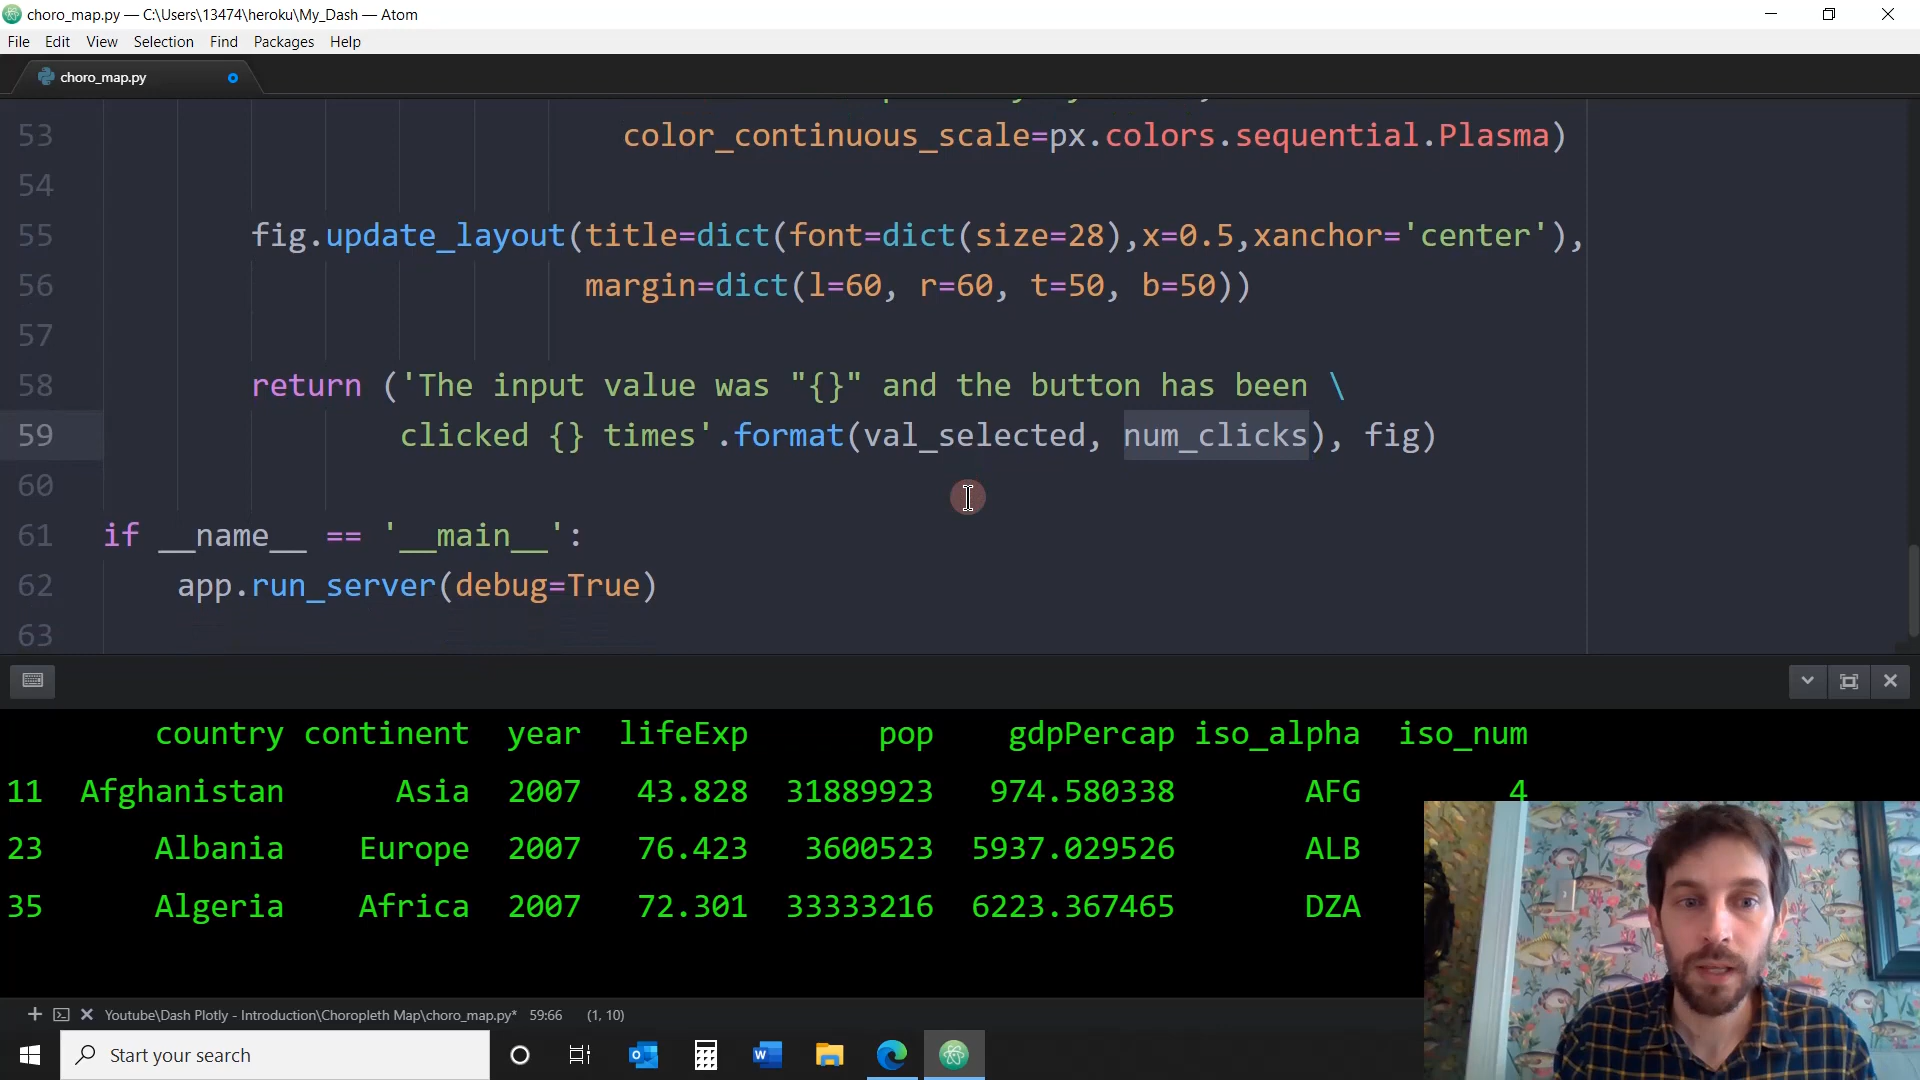 choro_map.py — C:\Users\13474\heroku\My_Dash — Atom
File Edit View Selection Find Packages Help
choro_map.py
53 color_continuous_scale=px.colors.sequential.Plasma)
54
55 fig.update_layout(title=dict(font=dict(size=28),x=0.5,xanchor='center'),
56 margin=dict(l=60, r=60, t=50, b=50))
57
58 return ('The input value was "{}" and the button has been \
59 clicked {} times'.format(val_selected, num_clicks), fig)
60
61 if __name__ == '__main__':
62 app.run_server(debug=True)
63
country continent year lifeExp pop gdpPercap iso_alpha iso_num
11 Afghanistan Asia 2007 43.828 31889923 974.580338 AFG 4
23 Albania Europe 2007 76.423 3600523 5937.029526 ALB
35 Algeria Africa 2007 72.301 33333216 6223.367465 DZA
Youtube\Dash Plotly - Introduction\Choropleth Map\choro_map.py* 59:66 (1, 10)
Start your search